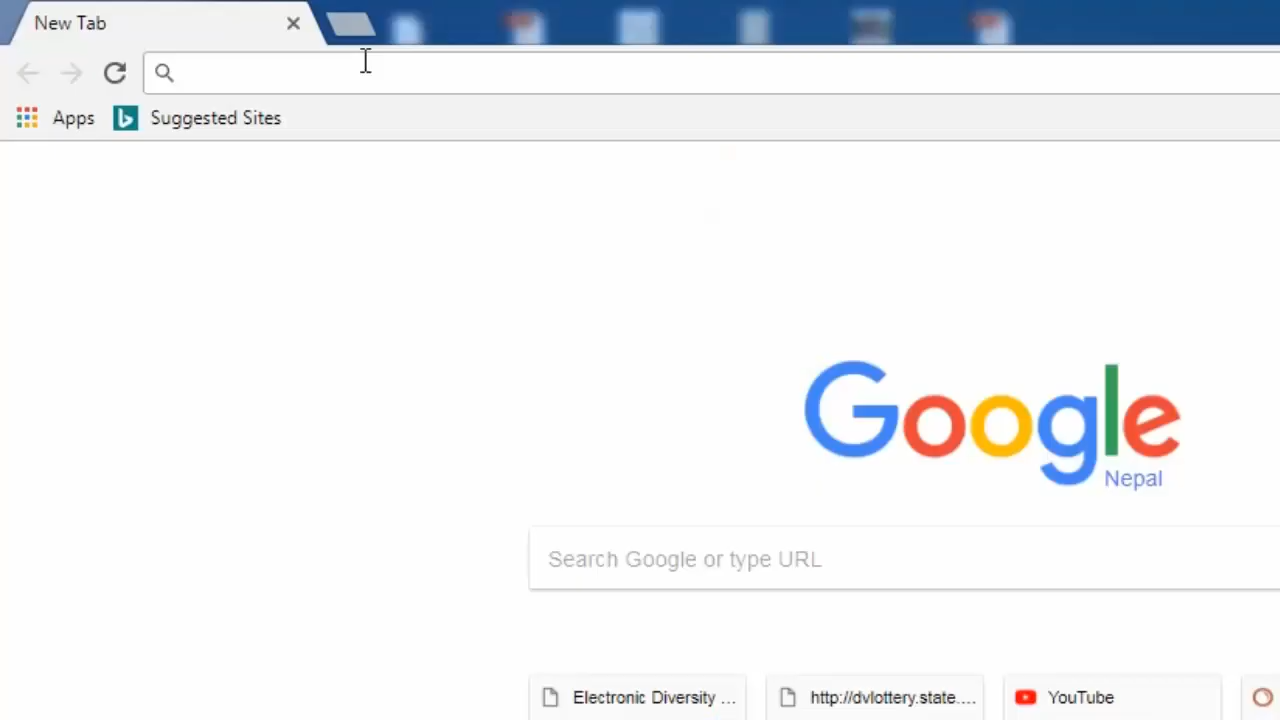 New Tab
Apps
Suggested Sites
Google
Nepal
Search Google or type URL
Electronic Diversity ...
http://dvlottery.state....
YouTube